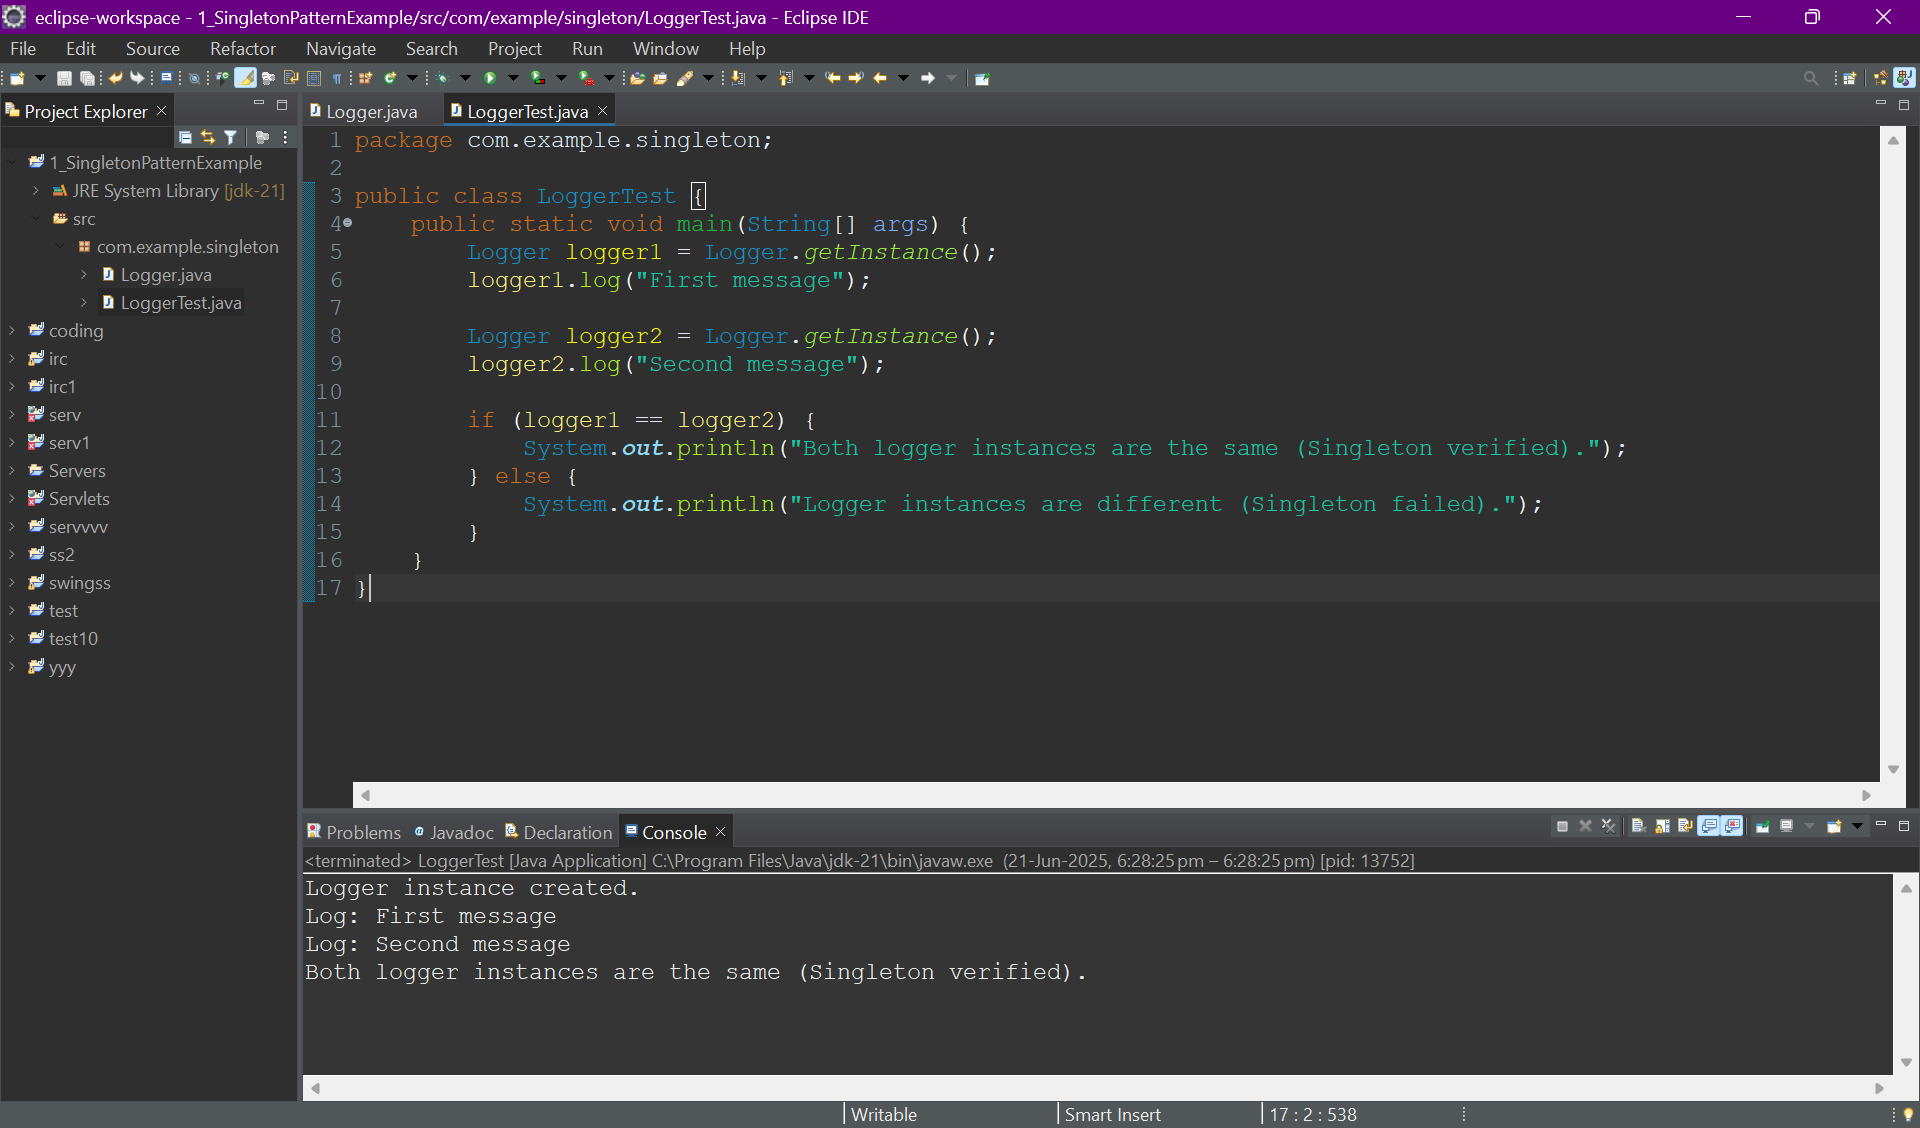 eclipse-workspace - 1_SingletonPatternExample/src/com/example/singleton/LoggerTest.java - Eclipse IDE
File Edit Source Refactor Navigate Search Project Run Window Help
Project Explorer
1_SingletonPatternExample
JRE System Library [jdk-21]
src
com.example.singleton
Logger.java
LoggerTest.java
coding
irc
irc1
serv
serv1
Servers
Servlets
servvvv
ss2
swingss
test
test10
yyy
Logger.java LoggerTest.java
1 package com.example.singleton;
2
3 public class LoggerTest {
4     public static void main(String[] args) {
5         Logger logger1 = Logger.getInstance();
6         logger1.log("First message");
7
8         Logger logger2 = Logger.getInstance();
9         logger2.log("Second message");
10
11         if (logger1 == logger2) {
12             System.out.println("Both logger instances are the same (Singleton verified).");
13         } else {
14             System.out.println("Logger instances are different (Singleton failed).");
15         }
16     }
17 }
Problems Javadoc Declaration Console
<terminated> LoggerTest [Java Application] C:\Program Files\Java\jdk-21\bin\javaw.exe (21-Jun-2025, 6:28:25 pm – 6:28:25 pm) [pid: 13752]
Logger instance created.
Log: First message
Log: Second message
Both logger instances are the same (Singleton verified).
Writable Smart Insert 17 : 2 : 538